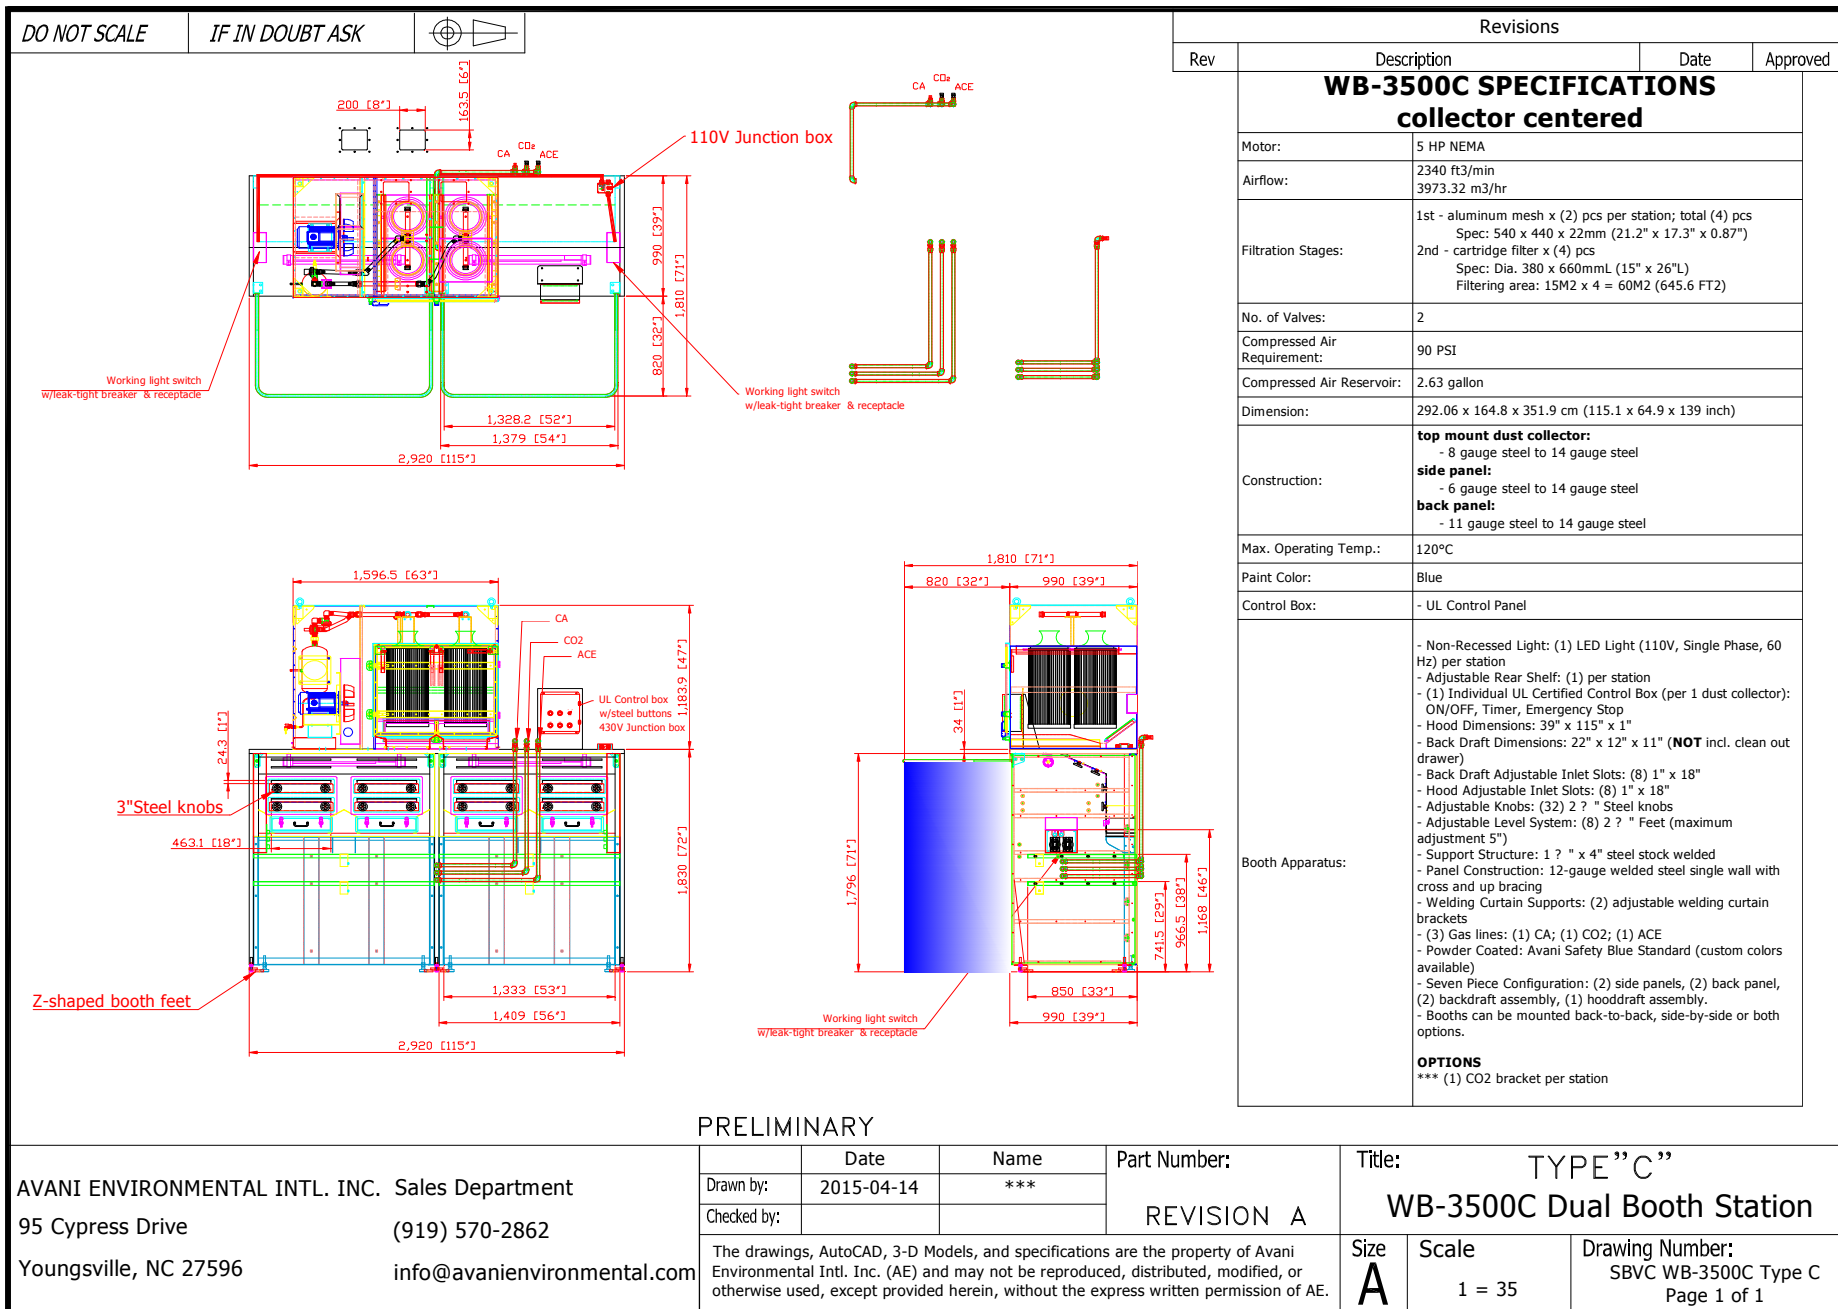 DO NOT SCALE
IF IN DOUBT ASK
Revisions
Rev
Description
Date
Approved
WB-3500C SPECIFICATIONS
collector centered
Motor:
5 HP NEMA
Airflow:
2340 ft3/min
3973.32 m3/hr
Filtration Stages:
1st - aluminum mesh x (2) pcs per station; total (4) pcs
Spec: 540 x 440 x 22mm (21.2" x 17.3" x 0.87")
2nd - cartridge filter x (4) pcs
Spec: Dia. 380 x 660mmL (15" x 26"L)
Filtering area: 15M2 x 4 = 60M2 (645.6 FT2)
No. of Valves:
2
Compressed Air
Requirement:
90 PSI
Compressed Air Reservoir:
2.63 gallon
Dimension:
292.06 x 164.8 x 351.9 cm (115.1 x 64.9 x 139 inch)
Construction:
top mount dust collector:
- 8 gauge steel to 14 gauge steel
side panel:
- 6 gauge steel to 14 gauge steel
back panel:
- 11 gauge steel to 14 gauge steel
Max. Operating Temp.:
120°C
Paint Color:
Blue
Control Box:
- UL Control Panel
Booth Apparatus:
- Non-Recessed Light: (1) LED Light (110V, Single Phase, 60
Hz) per station
- Adjustable Rear Shelf: (1) per station
- (1) Individual UL Certified Control Box (per 1 dust collector):
ON/OFF, Timer, Emergency Stop
- Hood Dimensions: 39" x 115" x 1"
- Back Draft Dimensions: 22" x 12" x 11" (NOT incl. clean out
drawer)
- Back Draft Adjustable Inlet Slots: (8) 1" x 18"
- Hood Adjustable Inlet Slots: (8) 1" x 18"
- Adjustable Knobs: (32) 2 ? " Steel knobs
- Adjustable Level System: (8) 2 ? " Feet (maximum
adjustment 5")
- Support Structure: 1 ? " x 4" steel stock welded
- Panel Construction: 12-gauge welded steel single wall with
cross and up bracing
- Welding Curtain Supports: (2) adjustable welding curtain
brackets
- (3) Gas lines: (1) CA; (1) CO2; (1) ACE
- Powder Coated: Avani Safety Blue Standard (custom colors
available)
- Seven Piece Configuration: (2) side panels, (2) back panel,
(2) backdraft assembly, (1) hooddraft assembly.
- Booths can be mounted back-to-back, side-by-side or both
options.
OPTIONS
*** (1) CO2 bracket per station
200 [8"]
163.5 [6"]
CA
CO2
ACE
110V Junction box
990 [39"]
1,810 [71"]
820 [32"]
Working light switch
w/leak-tight breaker & receptacle
Working light switch
w/leak-tight breaker & receptacle
1,328.2 [52"]
1,379 [54"]
2,920 [115"]
CA
CO2
ACE
1,596.5 [63"]
CA
CO2
ACE
1,183.9 [47"]
UL Control box
w/steel buttons
430V Junction box
24.3 [1"]
3"Steel knobs
463.1 [18"]
1,830 [72"]
Z-shaped booth feet
1,333 [53"]
1,409 [56"]
2,920 [115"]
1,810 [71"]
820 [32"]
990 [39"]
34 [1"]
1,796 [71"]
741.5 [29"]
966.5 [38"]
1,168 [46"]
850 [33"]
990 [39"]
Working light switch
w/leak-tight breaker & receptacle
PRELIMINARY
AVANI ENVIRONMENTAL INTL. INC.
Sales Department
95 Cypress Drive
(919) 570-2862
Youngsville, NC 27596
info@avanienvironmental.com
Date
Name
Drawn by:
2015-04-14
***
Checked by:
Part Number:
REVISION A
The drawings, AutoCAD, 3-D Models, and specifications are the property of Avani
Environmental Intl. Inc. (AE) and may not be reproduced, distributed, modified, or
otherwise used, except provided herein, without the express written permission of AE.
Title:
TYPE"C"
WB-3500C Dual Booth Station
Size
A
Scale
1 = 35
Drawing Number:
SBVC WB-3500C Type C
Page 1 of 1